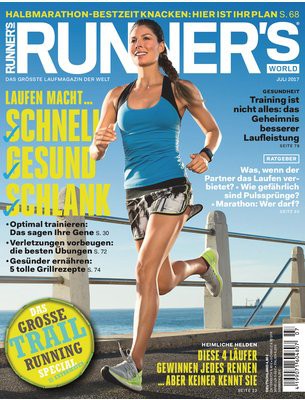 HALBMARATHON-BESTZEIT KNACKEN: HIER IST IHR PLAN S. 68
RUNNER'S
RUNNER'S
WORLD
DAS GRÖSSTE LAUFMAGAZIN DER WELT
JULI 2017
LAUFEN MACHT...
SCHNELL
GESUND
SCHLANK
• Optimal trainieren:
Das sagen Ihre Gene S. 30
• Verletzungen vorbeugen:
die besten Übungen S. 72
• Gesünder ernähren:
5 tolle Grillrezepte S. 74
GESUNDHEIT
Training ist
nicht alles: das
Geheimnis
besserer
Laufleistung
SEITE 78
RATGEBER
Was, wenn der
Partner das Laufen ver-
bietet? - Wie gefährlich
sind Pulssprünge?
- Marathon: Wer darf?
DAS
GROSSE
TRAIL
RUNNING
SPECIAL
HEIMLICHE HELDEN
DIESE 4 LÄUFER
GEWINNEN JEDES RENNEN
... ABER KEINER KENNT SIE